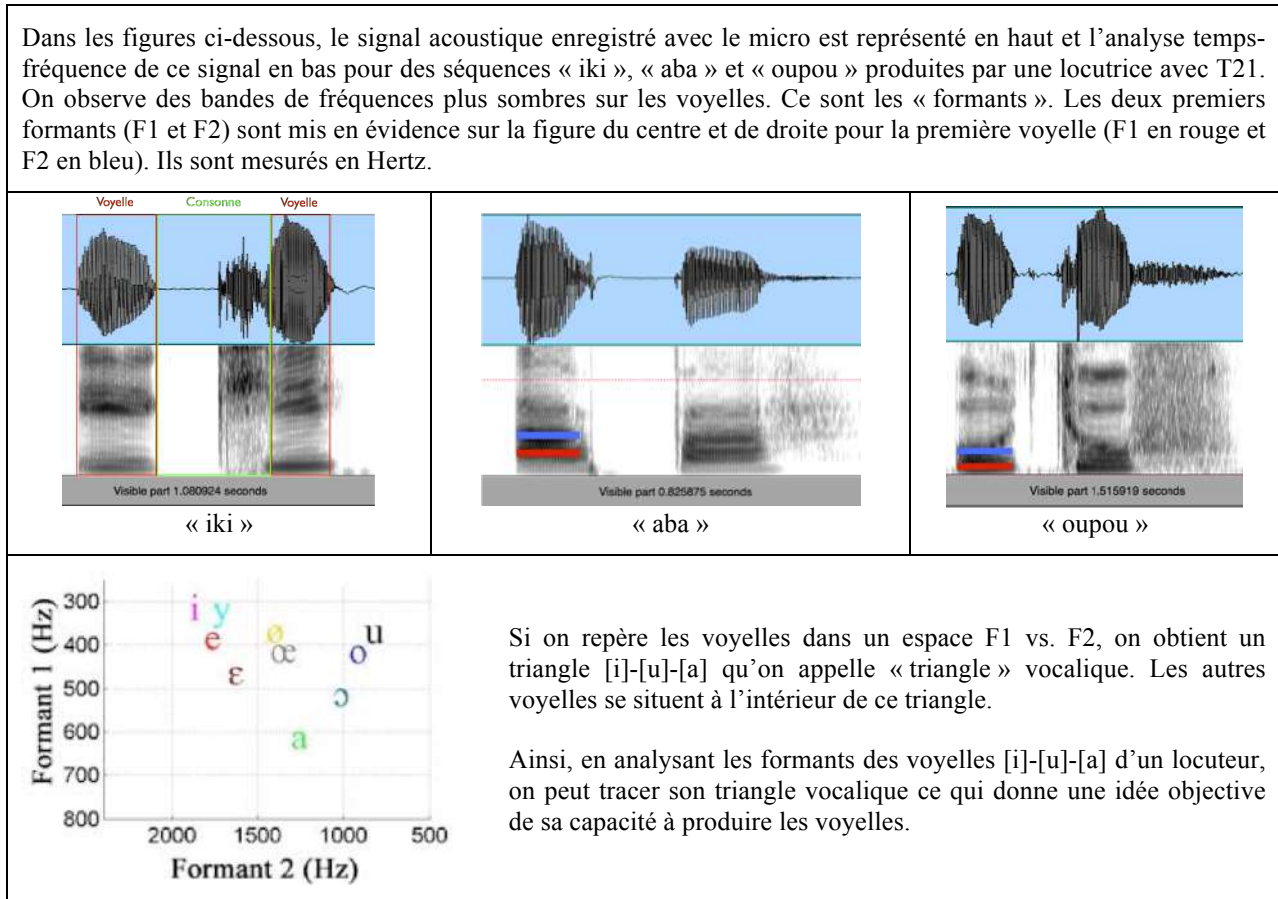 Dans les figures ci-dessous, le signal acoustique enregistré avec le micro est représenté en haut et l’analyse temps-
fréquence de ce signal en bas pour des séquences « iki », « aba » et « oupou » produites par une locutrice avec T21.
On observe des bandes de fréquences plus sombres sur les voyelles. Ce sont les « formants ». Les deux premiers
formants (F1 et F2) sont mis en évidence sur la figure du centre et de droite pour la première voyelle (F1 en rouge et
F2 en bleu). Ils sont mesurés en Hertz.
Voyelle Consonne Voyelle
Visible part 1.080924 seconds
« iki »
Visible part 0.825875 seconds
« aba »
Visible part 1.515919 seconds
« oupou »
Formant 1 (Hz)
300
400
500
600
700
800
i y
e
ε
ø
œ
u
o
ɔ
a
2000 1500 1000 500
Formant 2 (Hz)
Si on repère les voyelles dans un espace F1 vs. F2, on obtient un
triangle [i]-[u]-[a] qu’on appelle « triangle » vocalique. Les autres
voyelles se situent à l’intérieur de ce triangle.
Ainsi, en analysant les formants des voyelles [i]-[u]-[a] d’un locuteur,
on peut tracer son triangle vocalique ce qui donne une idée objective
de sa capacité à produire les voyelles.